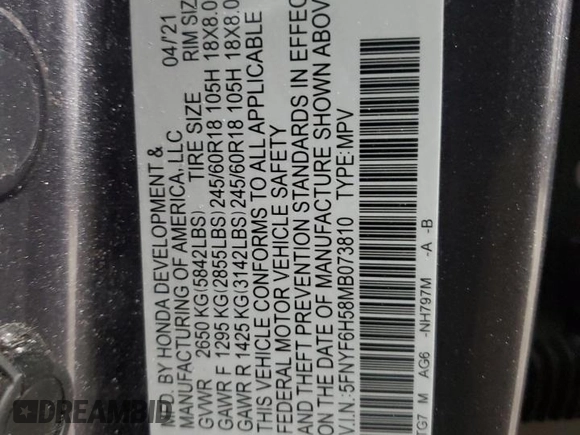 MFD. BY HONDA DEVELOPMENT & 04/21
MANUFACTURING OF AMERICA, LLC
GVWR 2650 KG(5842LBS) TIRE SIZE RIM SIZ
GAWR F 1295 KG(2855LBS) 245/60R18 105H 18X8.0
GAWR R 1425 KG(3142LBS) 245/60R18 105H 18X8.0
THIS VEHICLE CONFORMS TO ALL APPLICABLE
FEDERAL MOTOR VEHICLE SAFETY
AND THEFT PREVENTION STANDARDS IN EFFEC
ON THE DATE OF MANUFACTURE SHOWN ABOV
V.I.N.:5FNYF6H58MB073810 TYPE:MPV
TG7 M AG6 -NH797M -A -B
DREAMBID